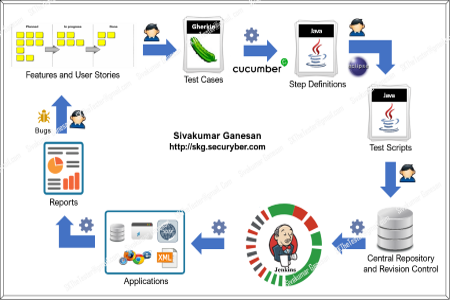 Planned
In progress
Done
Gherkin
Java
Features and User Stories
Test Cases
cucumber
Step Definitions
eclipse
Java
Bugs
Sivakumar Ganesan
http://skg.securyber.com
Test Scripts
Reports
Applications
XML
Jenkins
Central Repository
and Revision Control